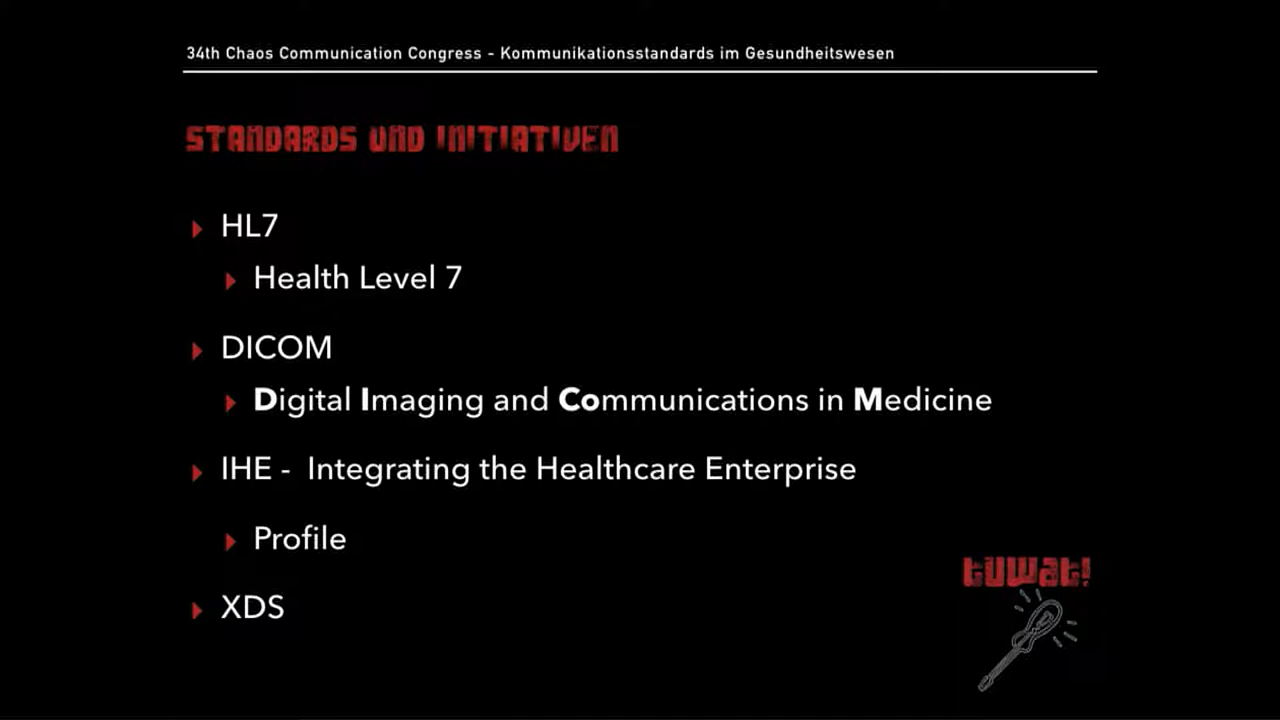 34th Chaos Communication Congress - Kommunikationsstandards im Gesundheitswesen
STANDARDS UND INITIATIVEN
HL7
Health Level 7
DICOM
Digital Imaging and Communications in Medicine
IHE - Integrating the Healthcare Enterprise
Profile
XDS
tuwat!